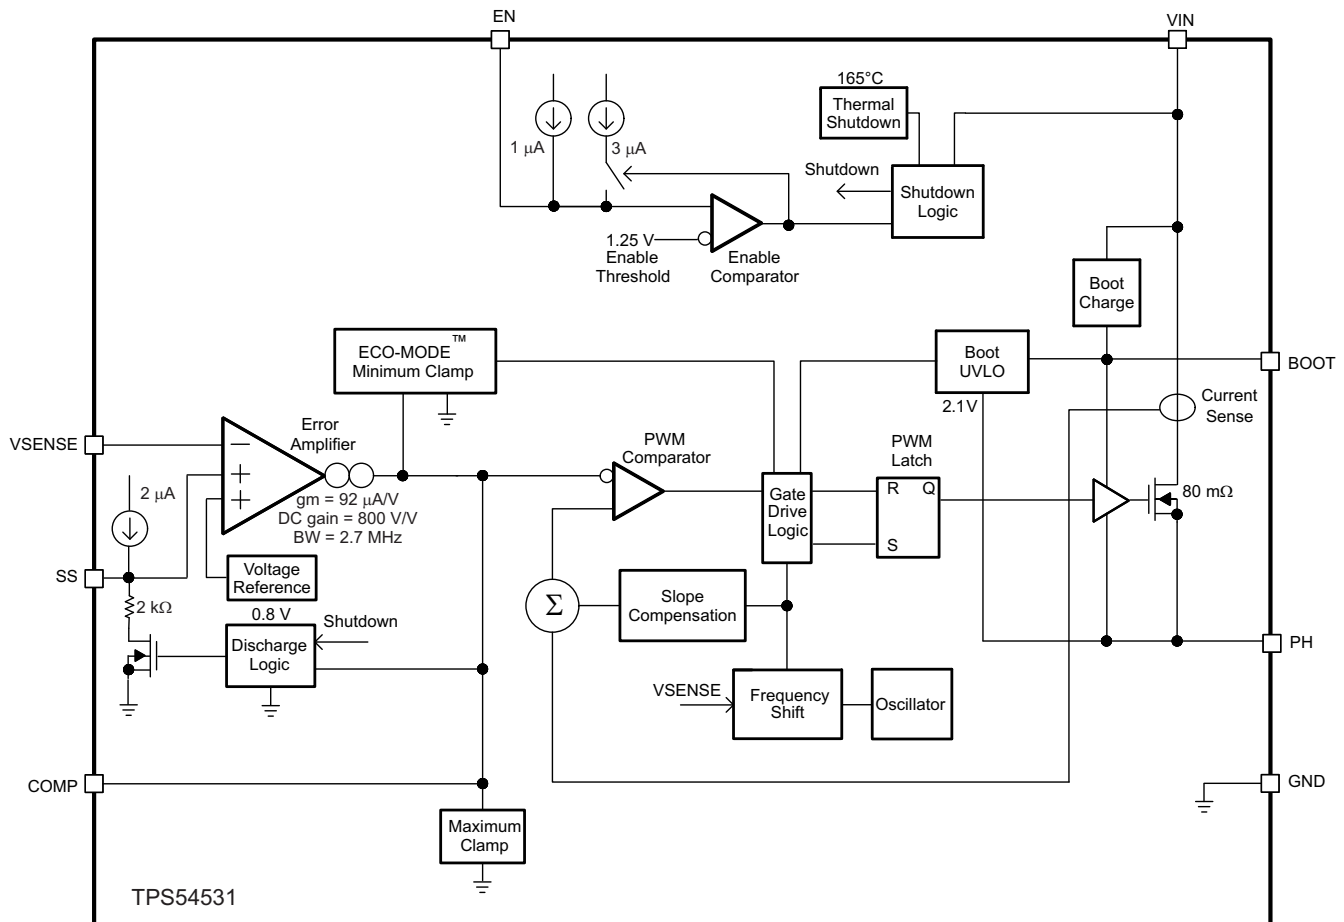 EN
VIN
165°C
Thermal
Shutdown
1 μA
3 μA
Shutdown
Shutdown
Logic
1.25 V
Enable
Threshold
Enable
Comparator
Boot
Charge
ECO-MODE™
Minimum Clamp
Boot
UVLO
BOOT
2.1V
Current
Sense
VSENSE
Error
Amplifier
PWM
Comparator
PWM
Latch
2 μA
gm = 92 μA/V
DC gain = 800 V/V
BW = 2.7 MHz
Gate
Drive
Logic
R
Q
S
80 mΩ
SS
Voltage
Reference
2 kΩ
0.8 V
Shutdown
Discharge
Logic
Σ
Slope
Compensation
PH
VSENSE
Frequency
Shift
Oscillator
COMP
GND
Maximum
Clamp
TPS54531